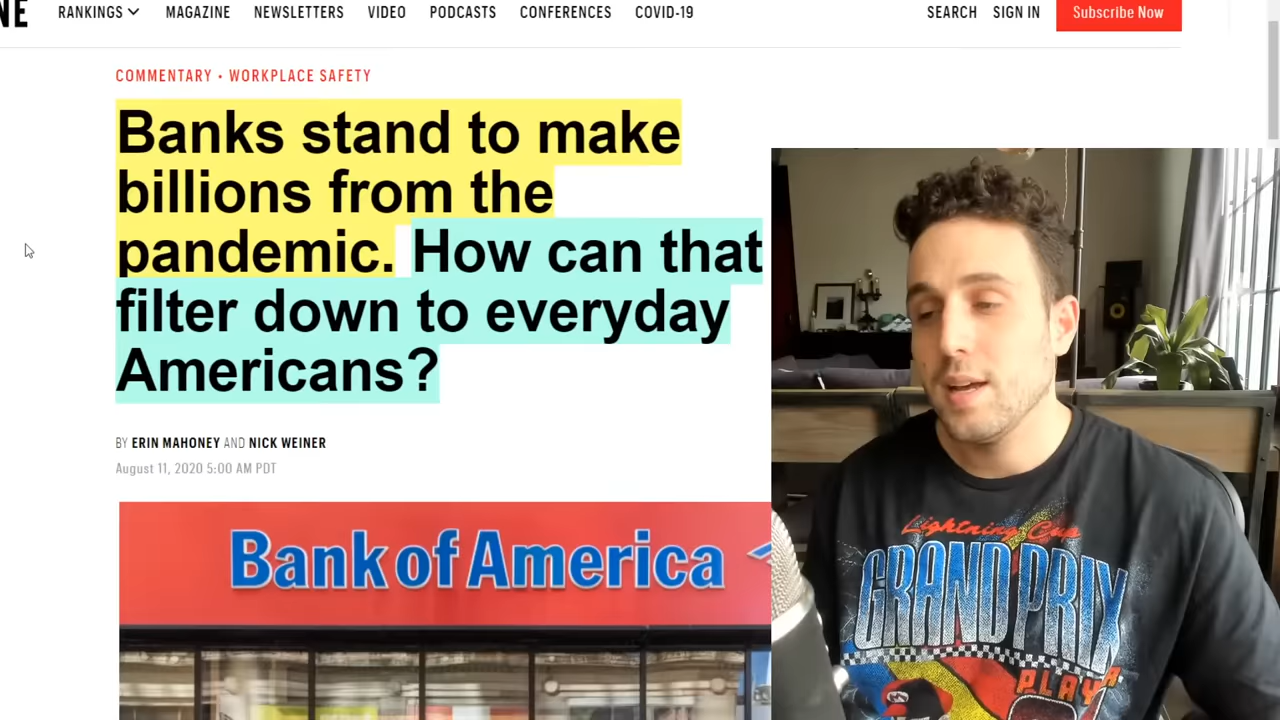 NE
RANKINGS MAGAZINE NEWSLETTERS VIDEO PODCASTS CONFERENCES COVID-19 SEARCH SIGN IN Subscribe Now
COMMENTARY • WORKPLACE SAFETY
Banks stand to make
billions from the
pandemic. How can that
filter down to everyday
Americans?
BY ERIN MAHONEY AND NICK WEINER
August 11, 2020 5:00 AM PDT
Bank of America
Lightning Cup
GRAND PRIX
PLAY